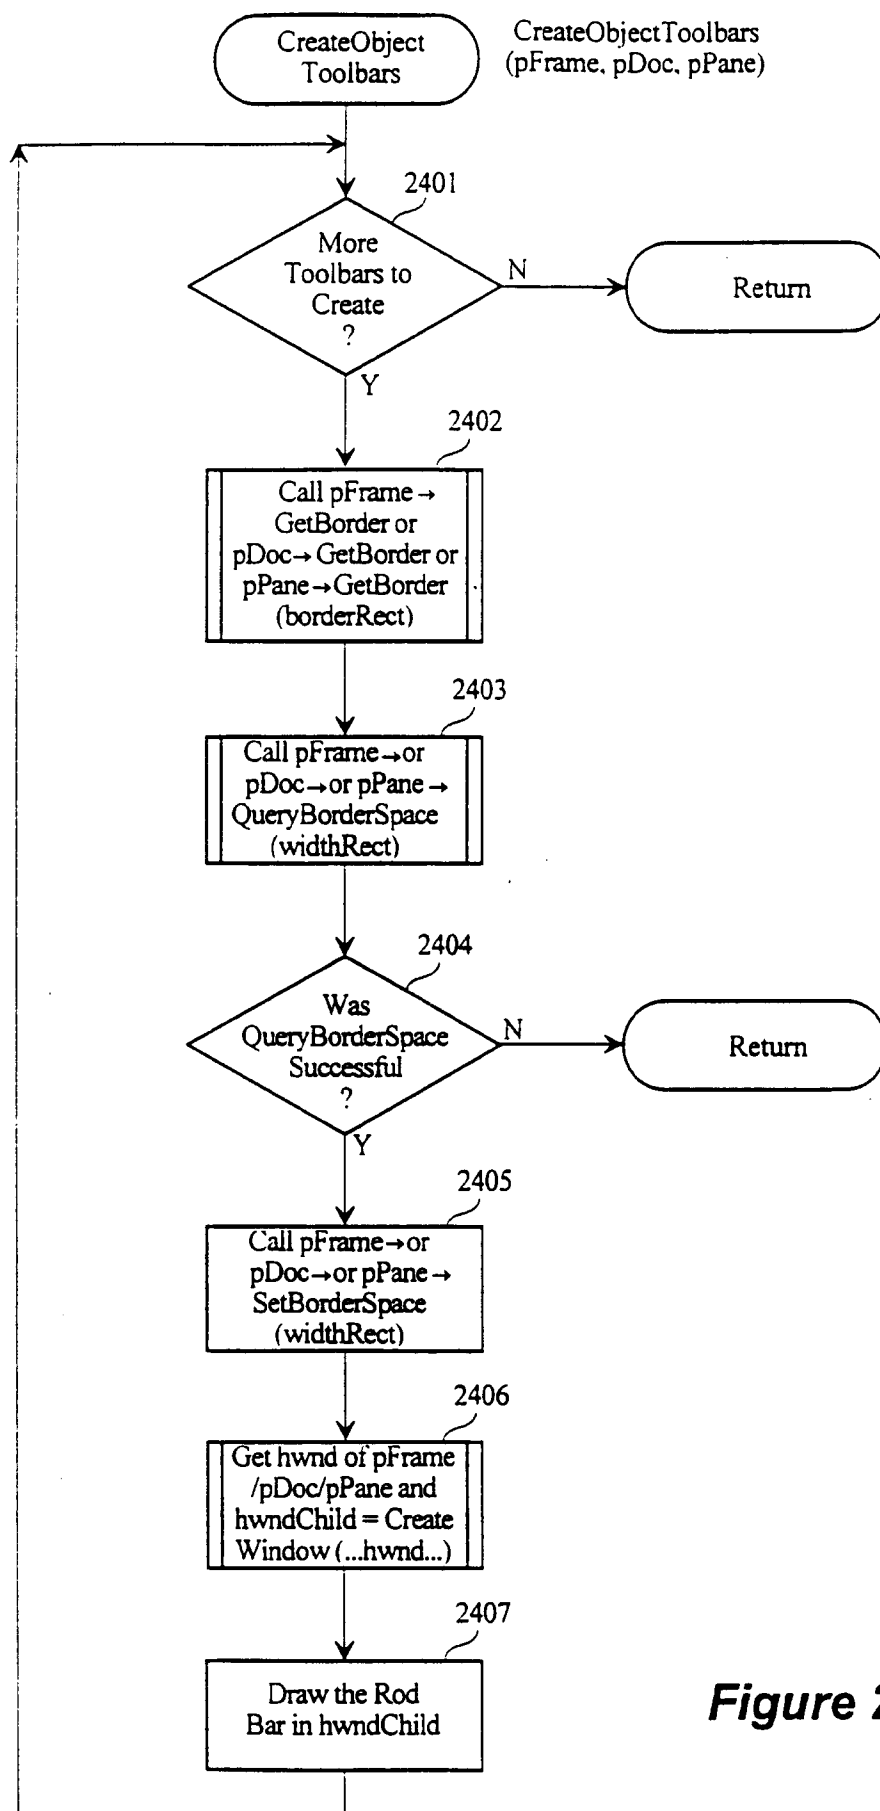 CreateObject
Toolbars
CreateObjectToolbars
(pFrame, pDoc, pPane)
2401
More
Toolbars to
Create
?
N
Return
Y
2402
Call pFrame→
GetBorder or
pDoc→ GetBorder or
pPane→GetBorder
(borderRect)
2403
Call pFrame→or
pDoc→or pPane→
QueryBorderSpace
(widthRect)
2404
Was
QueryBorderSpace
Successful
?
N
Return
Y
2405
Call pFrame→or
pDoc→or pPane→
SetBorderSpace
(widthRect)
2406
Get hwnd of pFrame
/pDoc/pPane and
hwndChild = Create
Window (...hwnd...)
2407
Draw the Rod
Bar in hwndChild
Figure